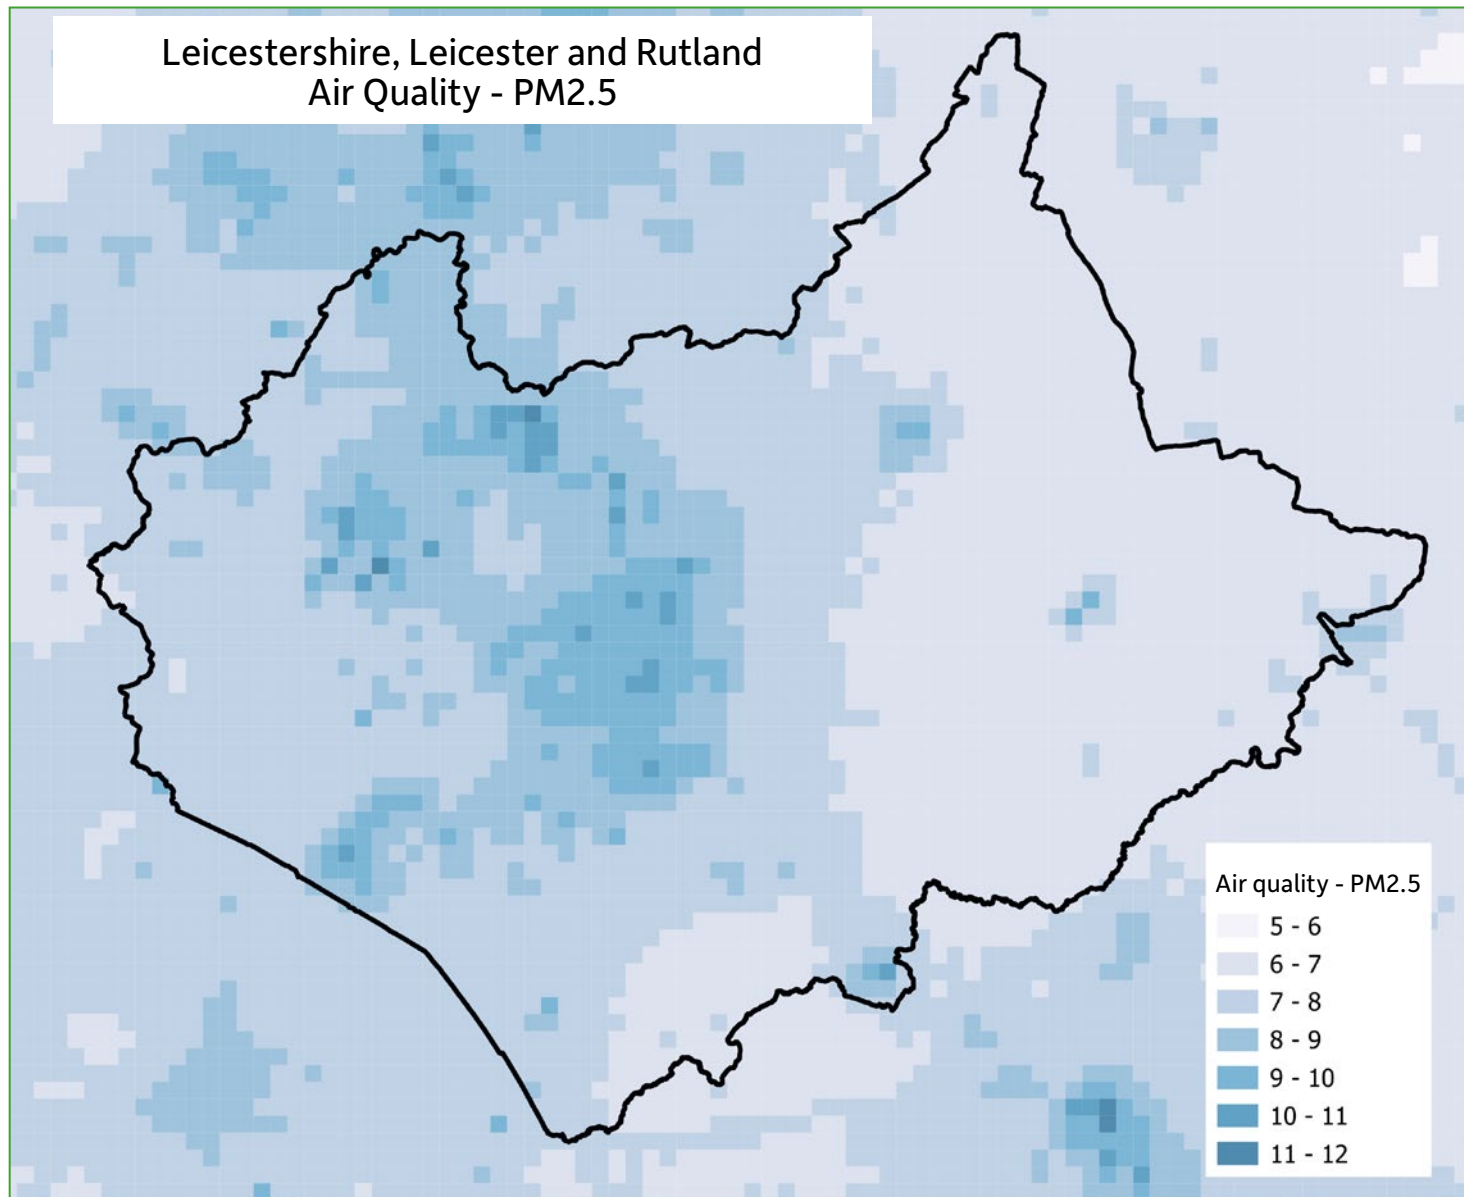 Leicestershire, Leicester and Rutland
Air Quality - PM2.5
Air quality - PM2.5
5 - 6
6 - 7
7 - 8
8 - 9
9 - 10
10 - 11
11 - 12